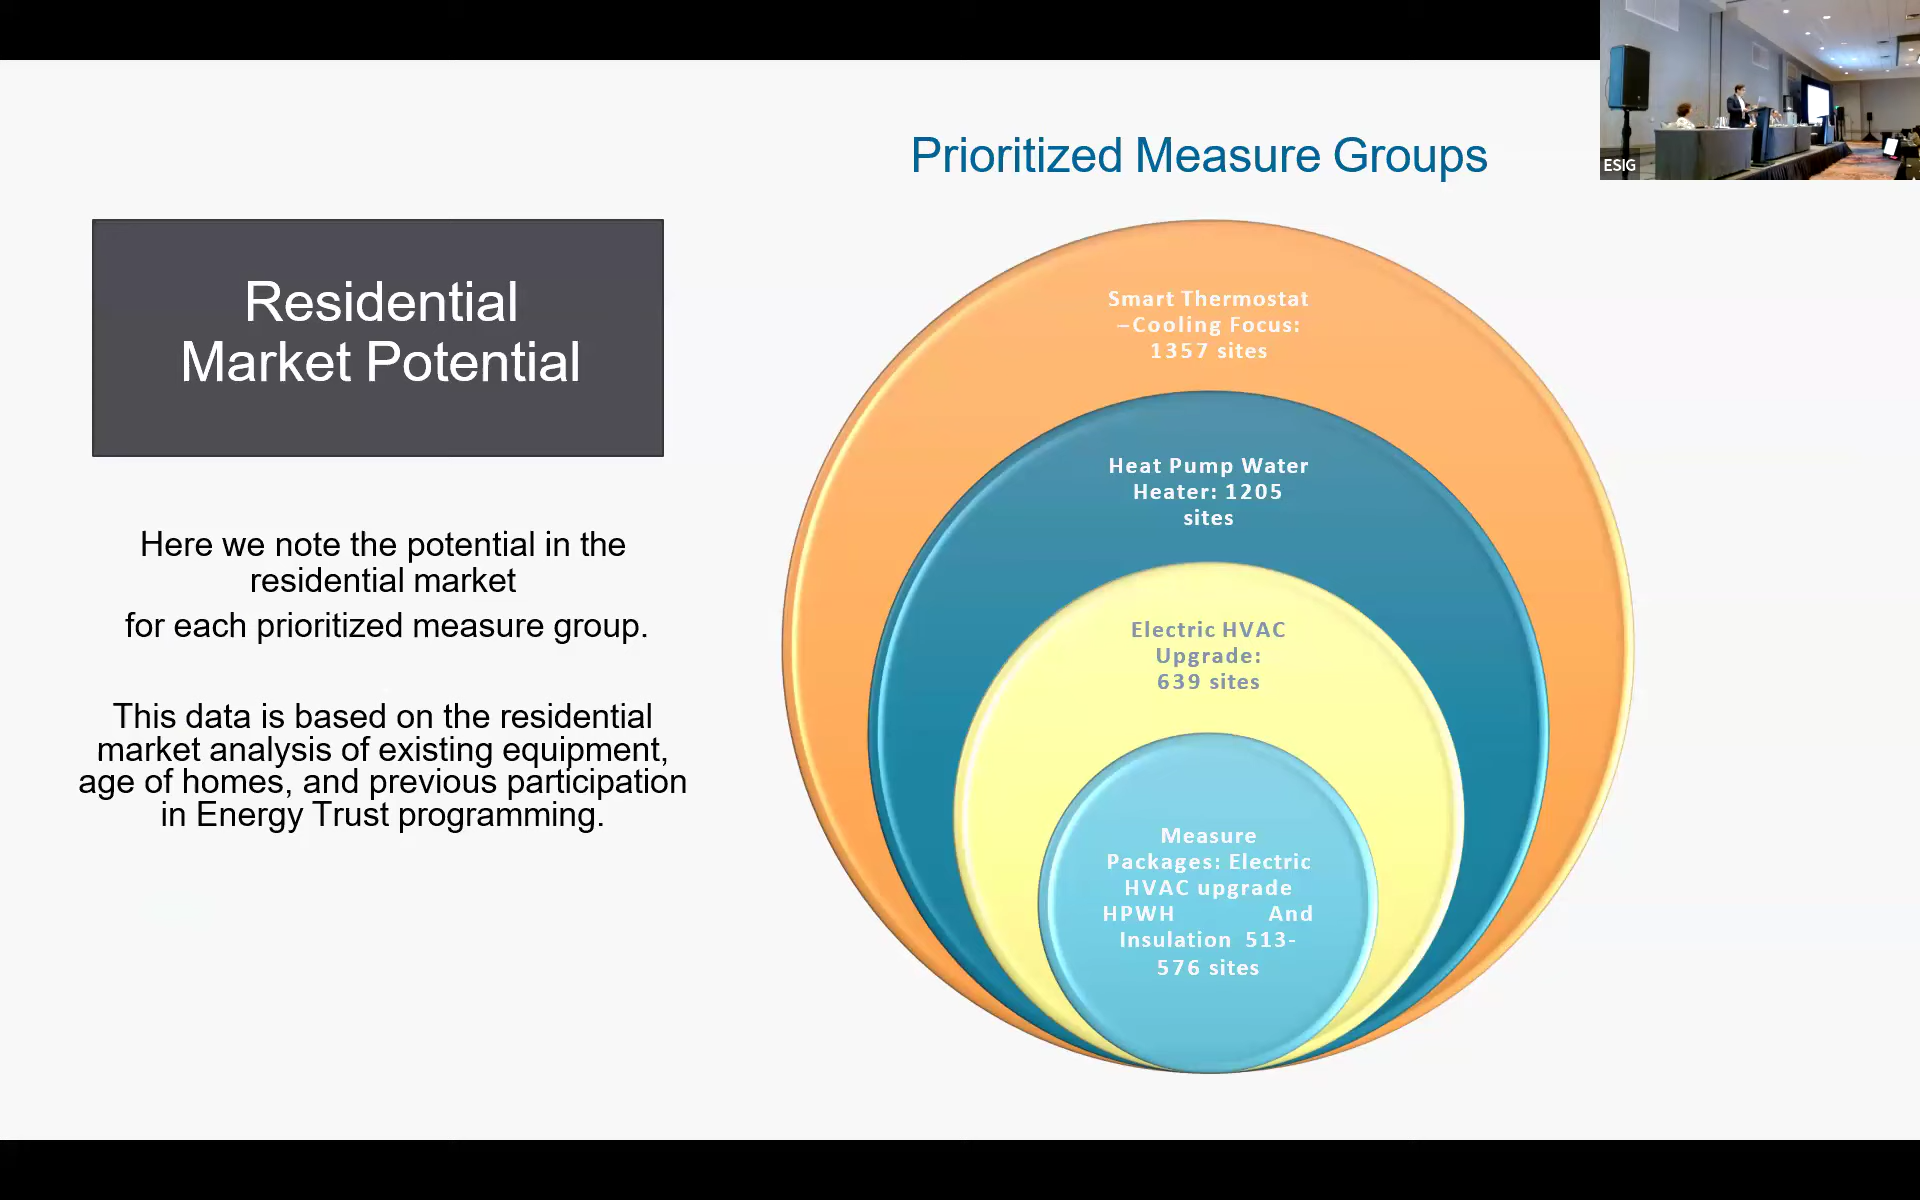 Prioritized Measure Groups
ESIG
Residential
Market Potential
Here we note the potential in the
residential market
for each prioritized measure group.
This data is based on the residential
market analysis of existing equipment,
age of homes, and previous participation
in Energy Trust programming.
Smart Thermostat
–Cooling Focus:
1357 sites
Heat Pump Water
Heater: 1205
sites
Electric HVAC
Upgrade:
639 sites
Measure
Packages: Electric
HVAC upgrade
HPWH And
Insulation 513-
576 sites